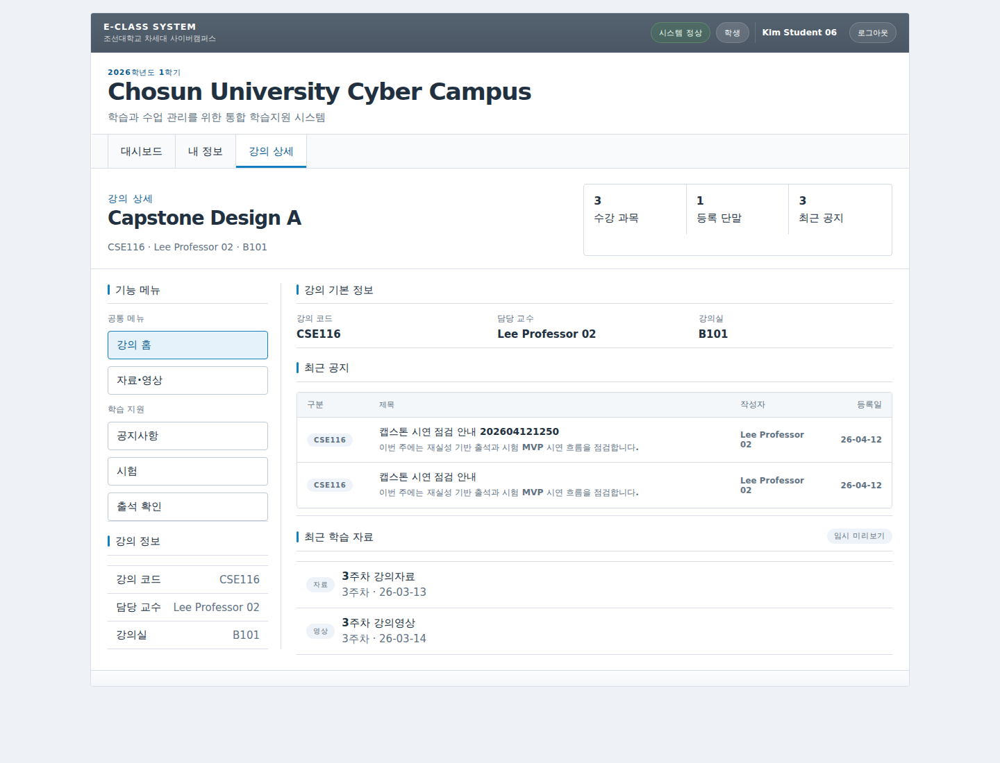 E-CLASS SYSTEM
조선대학교 차세대 사이버캠퍼스
시스템 정상
학생
Kim Student 06
로그아웃
2026학년도 1학기
Chosun University Cyber Campus
학습과 수업 관리를 위한 통합 학습지원 시스템
대시보드
내 정보
강의 상세
강의 상세
Capstone Design A
CSE116 · Lee Professor 02 · B101
3
수강 과목
1
등록 단말
3
최근 공지
기능 메뉴
공통 메뉴
강의 홈
자료·영상
학습 지원
공지사항
시험
출석 확인
강의 정보
강의 코드 CSE116
담당 교수 Lee Professor 02
강의실 B101
강의 기본 정보
강의 코드
CSE116
담당 교수
Lee Professor 02
강의실
B101
최근 공지
구분 제목 작성자 등록일
CSE116
캡스톤 시연 점검 안내 202604121250
이번 주에는 재실성 기반 출석과 시험 MVP 시연 흐름을 점검합니다.
Lee Professor
02
26-04-12
CSE116
캡스톤 시연 점검 안내
이번 주에는 재실성 기반 출석과 시험 MVP 시연 흐름을 점검합니다.
Lee Professor
02
26-04-12
최근 학습 자료
임시 미리보기
자료
3주차 강의자료
3주차 · 26-03-13
영상
3주차 강의영상
3주차 · 26-03-14